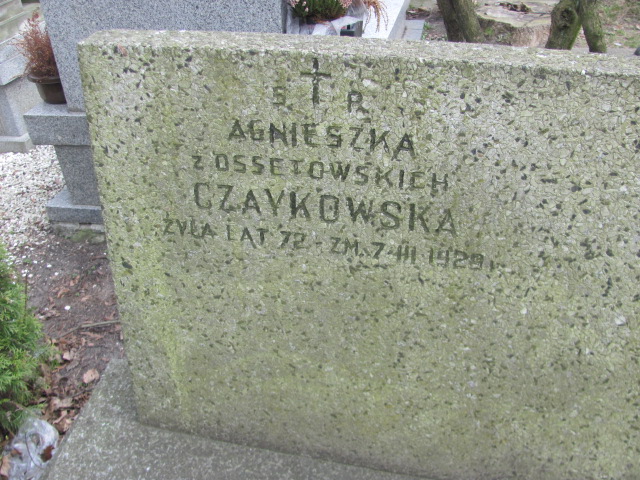 Ś P.
AGNIESZKA
Z OSSETOWSKICH
CZAYKOWSKA
ŻYŁA LAT 72 - ZM. 7-III 1929 r.